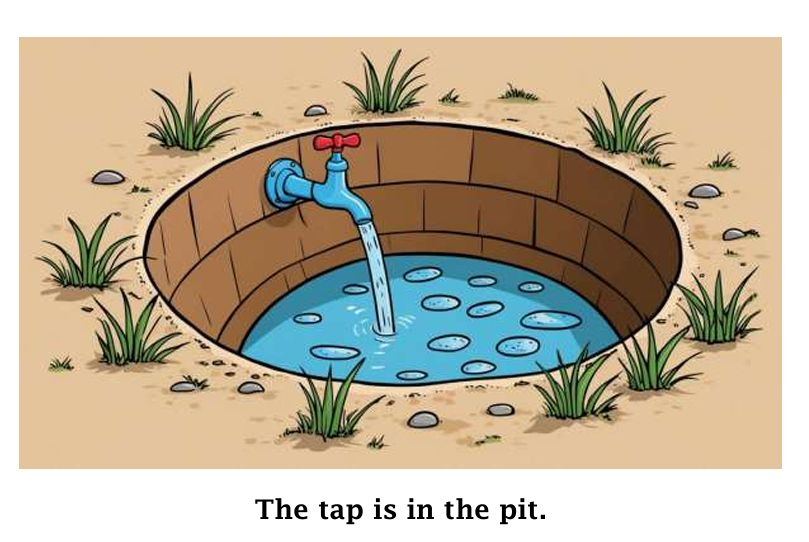 The tap is in the pit.